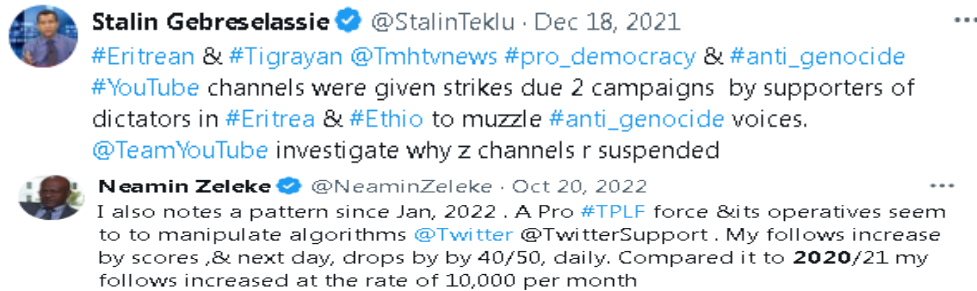 Stalin Gebreselassie @StalinTeklu · Dec 18, 2021
#Eritrean & #Tigrayan @Tmhtvnews #pro_democracy & #anti_genocide
#YouTube channels were given strikes due 2 campaigns by supporters of
dictators in #Eritrea & #Ethio to muzzle #anti_genocide voices.
@TeamYouTube investigate why z channels r suspended
Neamin Zeleke @NeaminZeleke · Oct 20, 2022
I also notes a pattern since Jan, 2022 . A Pro #TPLF force &its operatives seem
to to manipulate algorithms @Twitter @TwitterSupport . My follows increase
by scores ,& next day, drops by by 40/50, daily. Compared it to 2020/21 my
follows increased at the rate of 10,000 per month